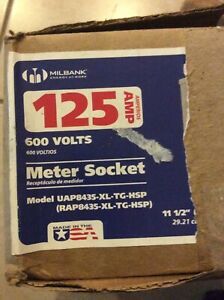 MILBANK
ENERGY AT WORK
125
AMP
AMPERIOS
600 VOLTS
600 VOLTIOS
Meter Socket
Receptáculo de medidor
Model UAP8435-XL-TG-HSP
(RAP8435-XL-TG-HSP)
MADE IN THE
USA
11 1/2"
29.21